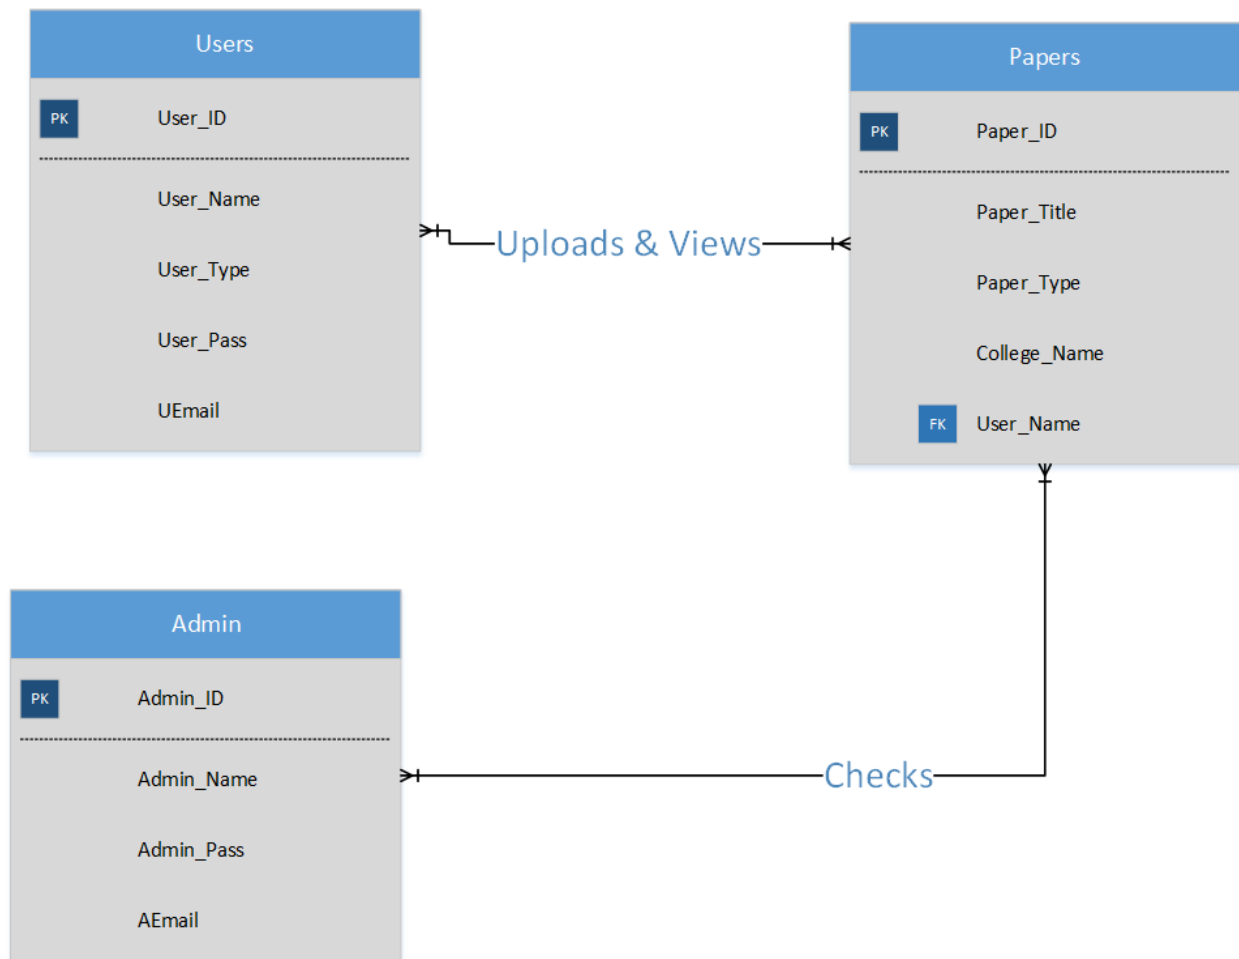 Users
PK User_ID
User_Name
User_Type
User_Pass
UEmail
Uploads & Views
Papers
PK Paper_ID
Paper_Title
Paper_Type
College_Name
FK User_Name
Admin
PK Admin_ID
Admin_Name
Admin_Pass
AEmail
Checks